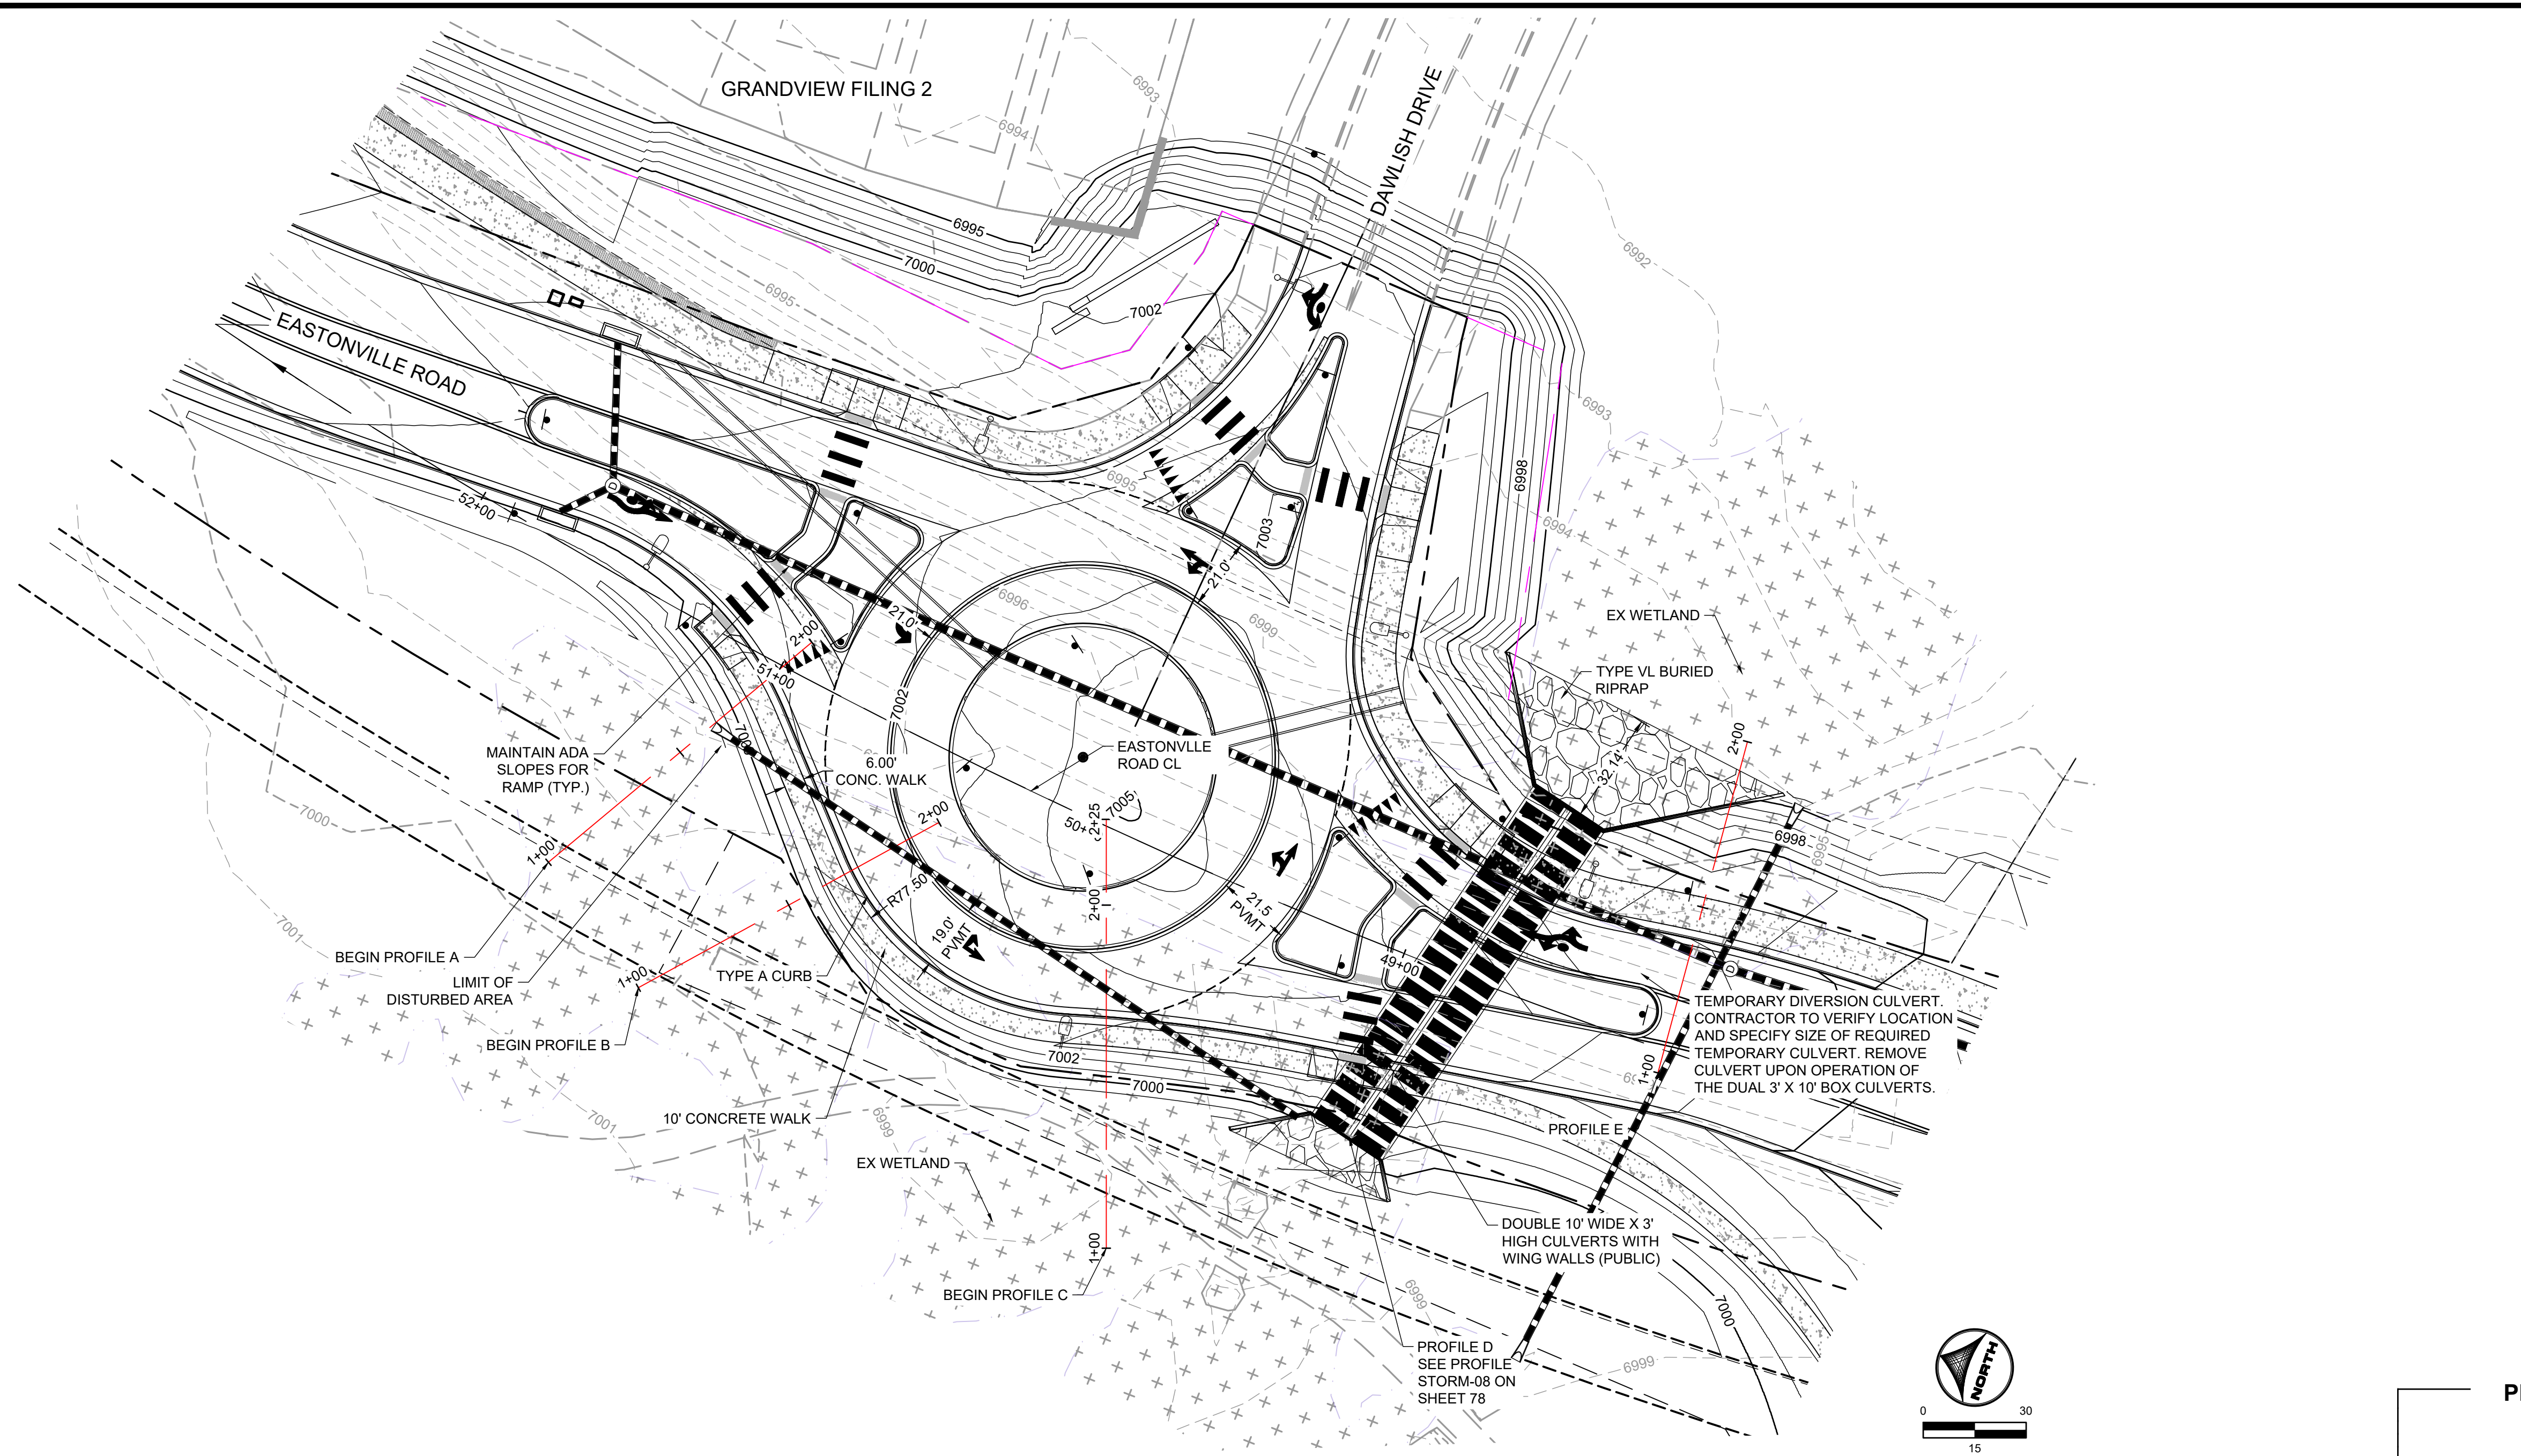 GRANDVIEW FILING 2
DAWLISH DRIVE
6993
6994
6992
6995
7000
6995
7002
EASTONVILLE ROAD
6993
6998
6994
52+00
6995
7003
21.0'
6996
6999
21.0'
2+00
51+00
7002
EX WETLAND
TYPE VL BURIED
RIPRAP
2+00
32.14'
MAINTAIN ADA
SLOPES FOR
RAMP (TYP.)
700
6.00'
CONC. WALK
EASTONVLLE
ROAD CL
7000
2+00
50+
2+25
7005
6998
6995
1+00
R77.50
2+00
21.5
PVMT
19.0'
PVMT
7001
BEGIN PROFILE A
LIMIT OF
DISTURBED AREA
1+00
TYPE A CURB
49+00
D
D
BEGIN PROFILE B
7002
7000
TEMPORARY DIVERSION CULVERT.
CONTRACTOR TO VERIFY LOCATION
AND SPECIFY SIZE OF REQUIRED
TEMPORARY CULVERT. REMOVE
CULVERT UPON OPERATION OF
THE DUAL 3' X 10' BOX CULVERTS.
1+00
10' CONCRETE WALK
7001
6999
PROFILE E
EX WETLAND
1+00
BEGIN PROFILE C
DOUBLE 10' WIDE X 3'
HIGH CULVERTS WITH
WING WALLS (PUBLIC)
6999
7000
PROFILE D
SEE PROFILE
STORM-08 ON
SHEET 78
6999
NORTH
0 30
15